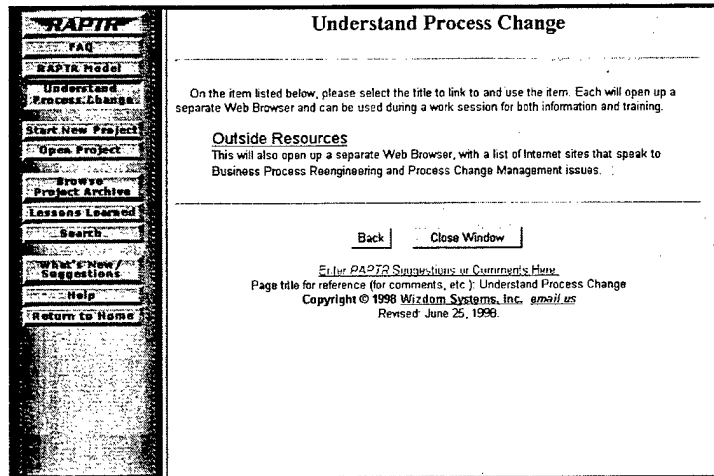 RAPTR
FAQ
RAPTR Model
Understand
Process Change
Start New Project
Open Project
Browse
Project Archive
Lessons Learned
Search
What's New/
Suggestions
Help
Return to Home
Understand Process Change
On the item listed below, please select the title to link to and use the item. Each will open up a
separate Web Browser and can be used during a work session for both information and training.
Outside Resources
This will also open up a separate Web Browser, with a list of Internet sites that speak to
Business Process Reengineering and Process Change Management issues.
Back Close Window
Enter RAPTR Suggestions or Comments Here.
Page title for reference (for comments, etc.): Understand Process Change
Copyright © 1998 Wizdom Systems, Inc. email us
Revised: June 25, 1998.